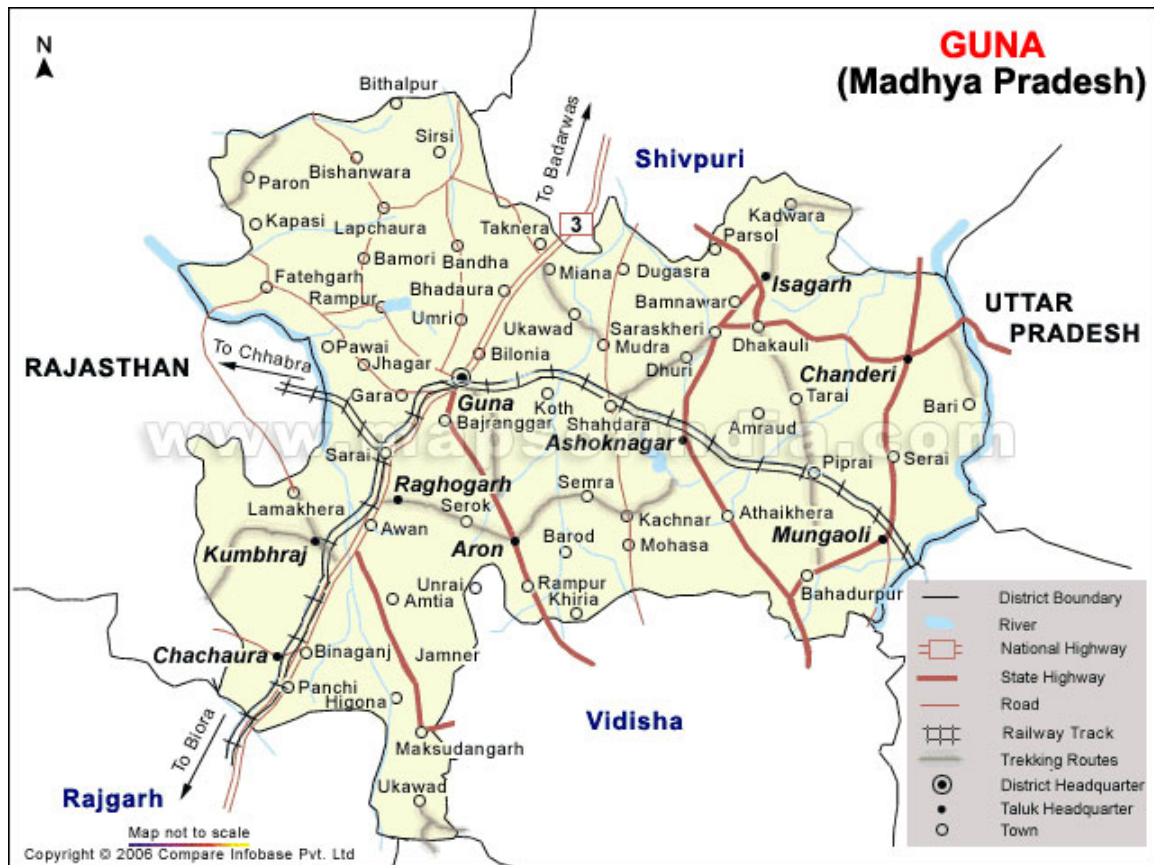 GUNA
(Madhya Pradesh)
N
Bithalpur
To Badarwas
Sirsi
Shivpuri
Bishanwara
Paron
Kapasi
Lapchaura
Taknera
3
Kadwara
Parsol
Bamori
Bandha
Miana
Dugasra
Isagarh
Fatehgarh
Bhadaura
Bamnawar
Rampur
Umri
Ukawad
Saraskheri
UTTAR
PRADESH
RAJASTHAN
To Chhabra
Pawai
Jhagar
Bilonia
Mudra
Dhakauli
Dhuri
Chanderi
Gara
Guna
Koth
Shahdara
Tarai
Bari
Bajranggar
Ashoknagar
Amraud
www.mapsofindia.com
Sarai
Piprai
Serai
Raghogarh
Semra
Lamakhera
Serok
Awan
Kachnar
Athaikhera
Kumbhraj
Aron
Barod
Mohasa
Mungaoli
Unrai
Amtia
Rampur
Khiria
Bahadurpur
Chachaura
Binaganj
Jamner
Panchi
Higona
Vidisha
To Biora
Maksudangarh
Rajgarh
Ukawad
District Boundary
River
National Highway
State Highway
Road
Railway Track
Trekking Routes
District Headquarter
Taluk Headquarter
Town
Map not to scale
Copyright © 2006 Compare Infobase Pvt. Ltd